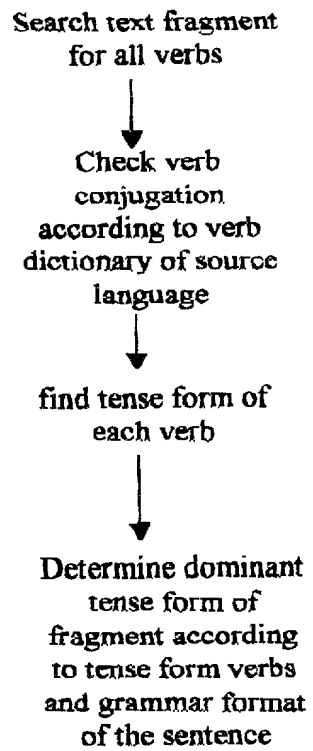 Search text fragment
for all verbs
Check verb
conjugation
according to verb
dictionary of source
language
find tense form of
each verb
Determine dominant
tense form of
fragment according
to tense form verbs
and grammar format
of the sentence